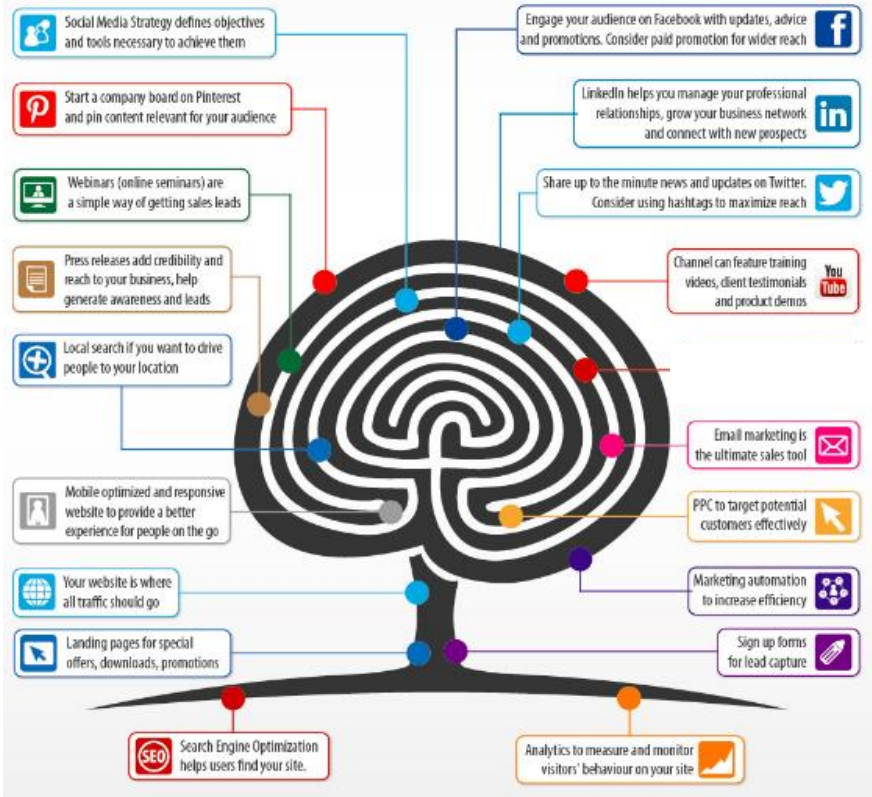 Social Media Strategy defines objectives
and tools necessary to achieve them
Start a company board on Pinterest
and pin content relevant for your audience
Webinars (online seminars) are
a simple way of getting sales leads
Press releases add credibility and
reach to your business, help
generate awareness and leads
Local search if you want to drive
people to your location
Mobile optimized and responsive
website to provide a better
experience for people on the go
Your website is where
all traffic should go
Landing pages for special
offers, downloads, promotions
SEO
Search Engine Optimization
helps users find your site.
Engage your audience on Facebook with updates, advice
and promotions. Consider paid promotion for wider reach
f
LinkedIn helps you manage your professional
relationships, grow your business network
and connect with new prospects
in
Share up to the minute news and updates on Twitter.
Consider using hashtags to maximize reach
Channel can feature training
videos, client testimonials
and product demos
You
Tube
Email marketing is
the ultimate sales tool
PPC to target potential
customers effectively
Marketing automation
to increase efficiency
Sign up forms
for lead capture
Analytics to measure and monitor
visitors' behaviour on your site